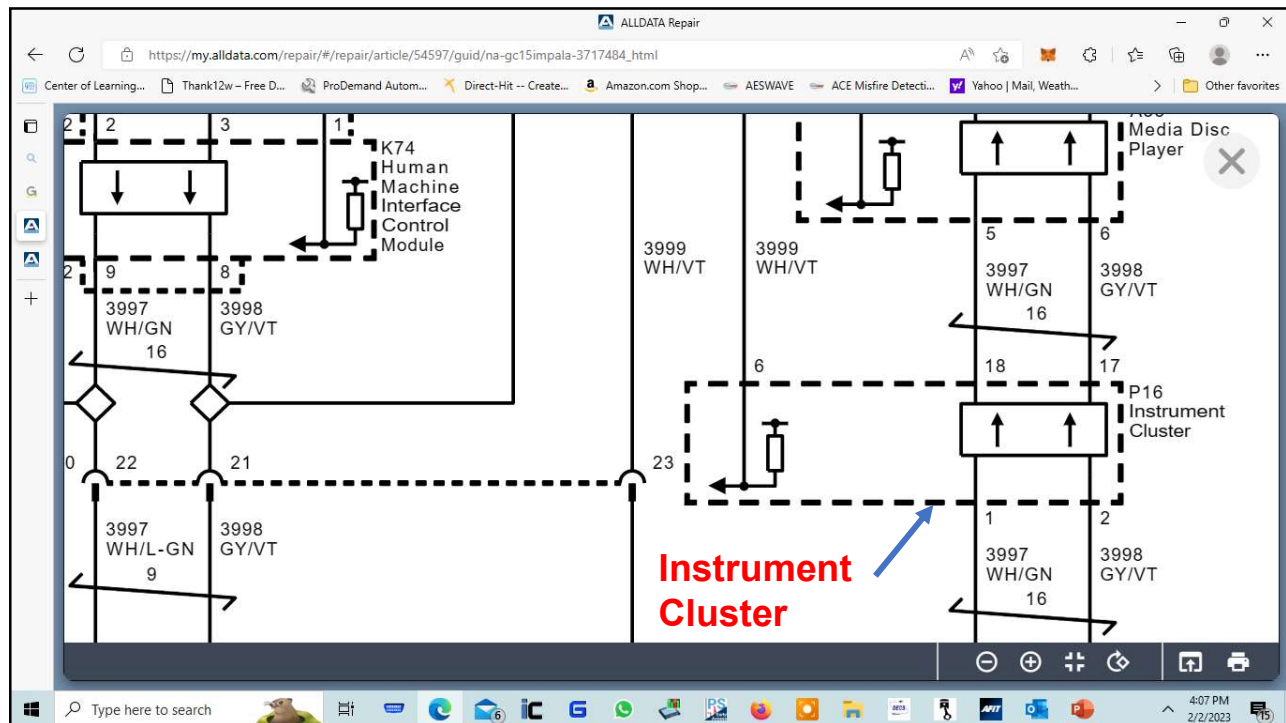 ALLDATA Repair
https://my.alldata.com/repair/#/repair/article/54597/guid/na-gc15impala-3717484_html
Center of Learning... Thank12w – Free D... ProDemand Autom... Direct-Hit -- Create... Amazon.com Shop... AESWAVE ACE Misfire Detecti... Yahoo | Mail, Weath... Other favorites
2 2 3 1
K74
Human
Machine
Interface
Control
Module
2 9 8
3997
WH/GN
3998
GY/VT
16
0 22 21 23
3997
WH/L-GN
3998
GY/VT
9
3999
WH/VT
3999
WH/VT
6
Media Disc
Player
5 6
3997
WH/GN
3998
GY/VT
16
18 17
P16
Instrument
Cluster
1 2
3997
WH/GN
3998
GY/VT
16
Instrument
Cluster
Type here to search
6
iC
G
PS
AFIT
4:07 PM
2/2/2023